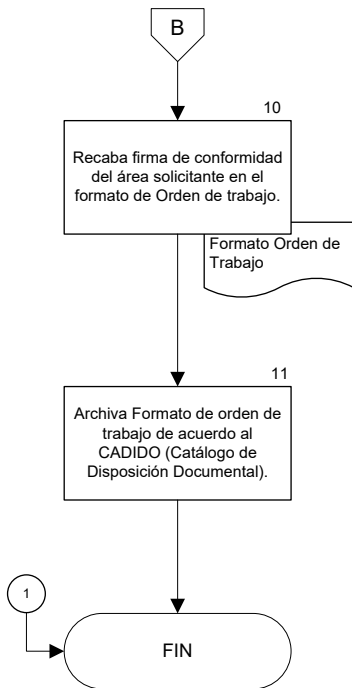 B
10
Recaba firma de conformidad
del área solicitante en el
formato de Orden de trabajo.
Formato Orden de
Trabajo
11
Archiva Formato de orden de
trabajo de acuerdo al
CADIDO (Catálogo de
Disposición Documental).
1
FIN